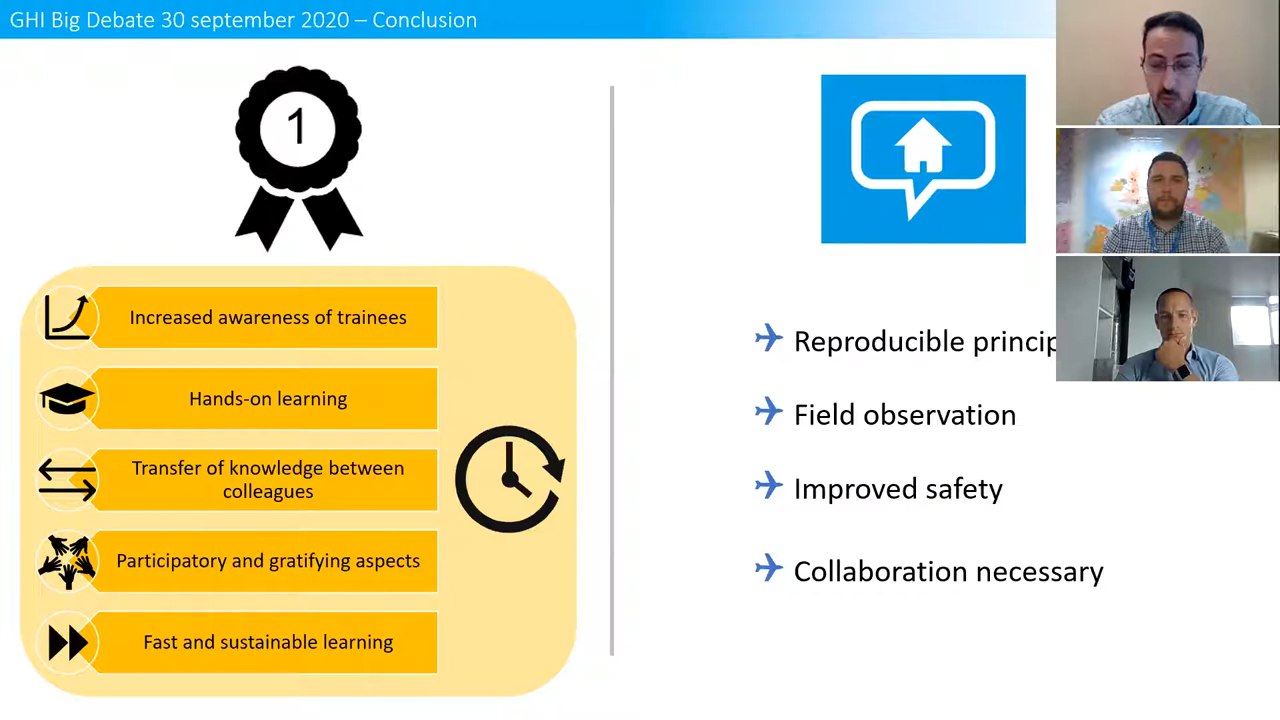 GHI Big Debate 30 september 2020 – Conclusion
1
Increased awareness of trainees
Hands-on learning
Transfer of knowledge between
colleagues
Participatory and gratifying aspects
Fast and sustainable learning
Reproducible
Field observation
Improved safety
Collaboration necessary